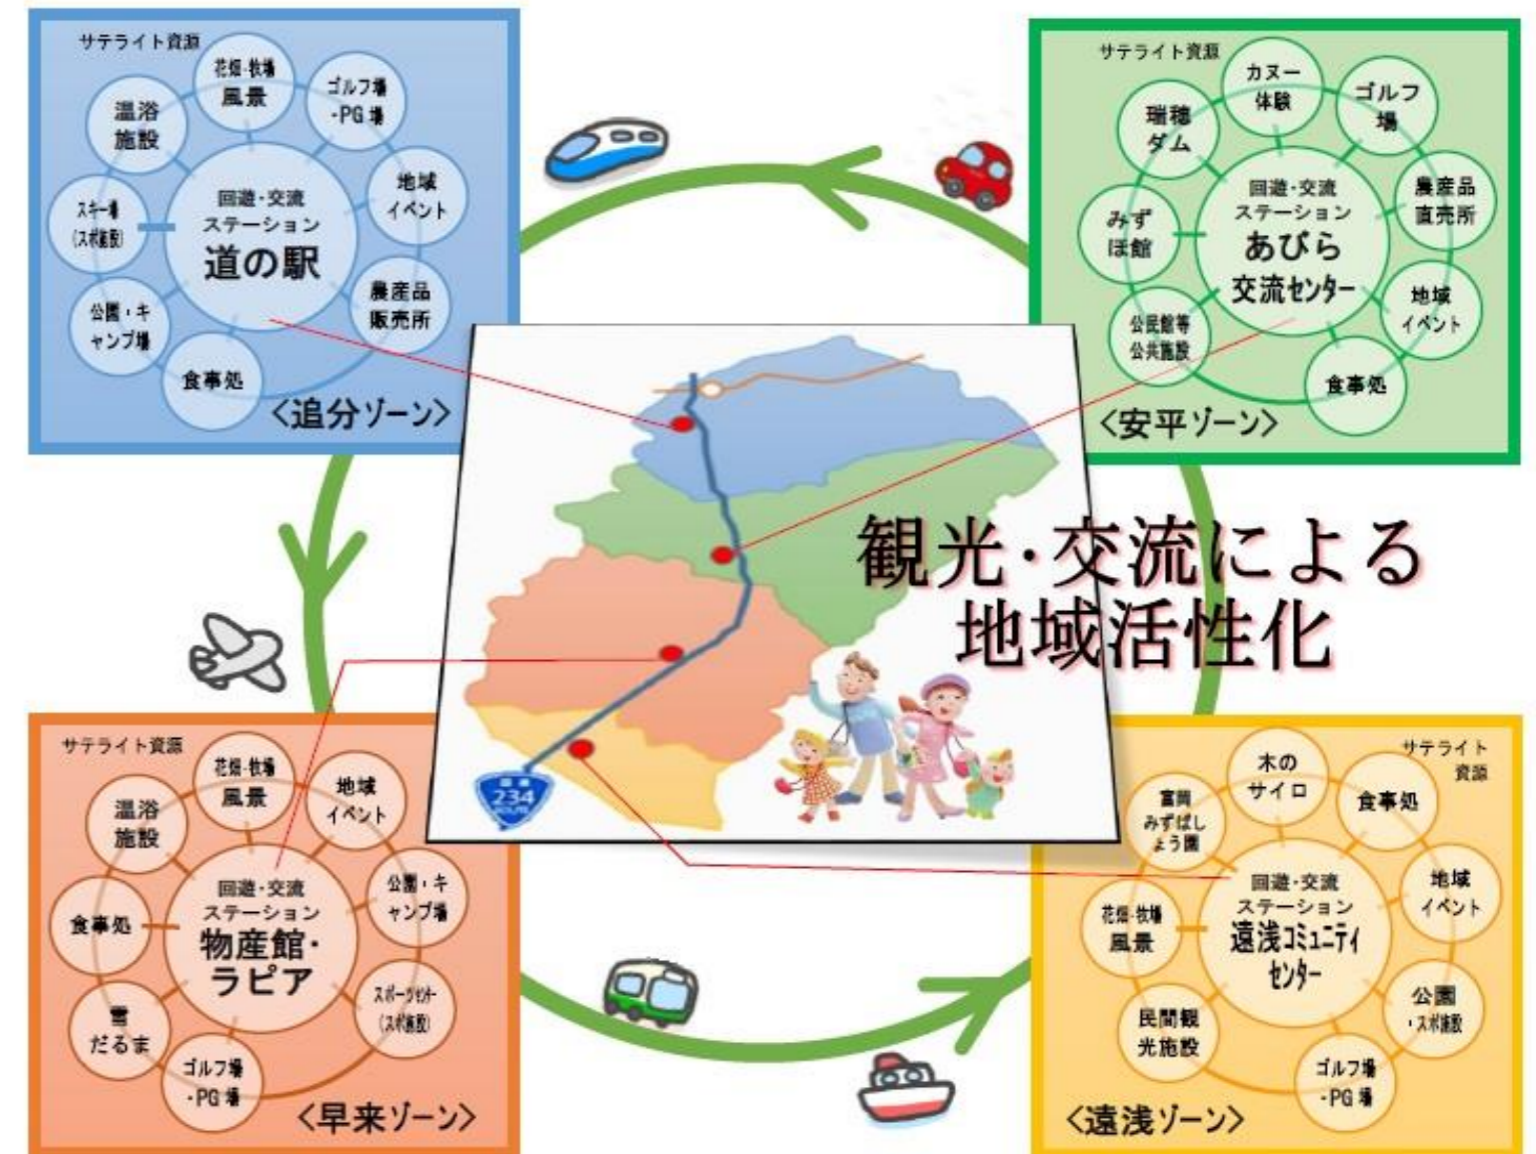 サテライト資源
花畑・牧場
風景
ゴルフ場
・PG場
温浴
施設
地域
イベント
スキー場
(スポ施設)
回遊・交流
ステーション
道の駅
農産品
販売所
公園・キ
ャンプ場
食事処
<追分ゾーン>
サテライト資源
カヌー
体験
ゴルフ
場
瑞穂
ダム
農産品
直売所
みず
ほ館
回遊・交流
ステーション
あびら
交流センター
地域
イベント
公民館等
公共施設
食事処
<安平ゾーン>
観光・交流による
地域活性化
234
サテライト資源
花畑・牧場
風景
地域
イベント
温浴
施設
公園・キ
ャンプ場
食事処
回遊・交流
ステーション
物産館・
ラピア
スポーツセンター
(スポ施設)
雪
だるま
ゴルフ場
・PG場
<早来ゾーン>
サテライト
資源
木の
サイロ
食事処
富岡
みずばし
ょう園
地域
イベント
花畑・牧場
風景
回遊・交流
ステーション
遠浅コミュニティ
センター
公園
・スポ施設
民間観
光施設
ゴルフ場
・PG場
<遠浅ゾーン>